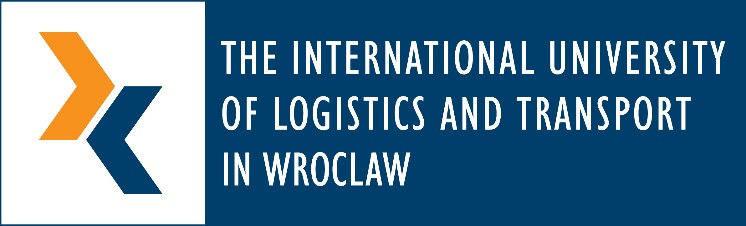 THE INTERNATIONAL UNIVERSITY
OF LOGISTICS AND TRANSPORT
IN WROCLAW